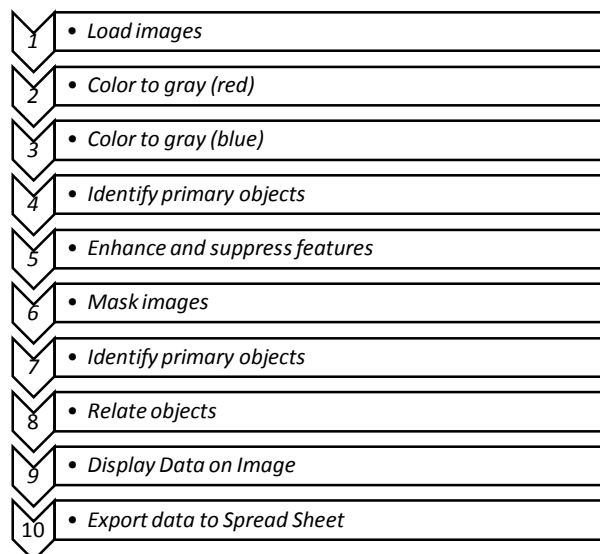 1 • Load images
2 • Color to gray (red)
3 • Color to gray (blue)
4 • Identify primary objects
5 • Enhance and suppress features
6 • Mask images
7 • Identify primary objects
8 • Relate objects
9 • Display Data on Image
10 • Export data to Spread Sheet